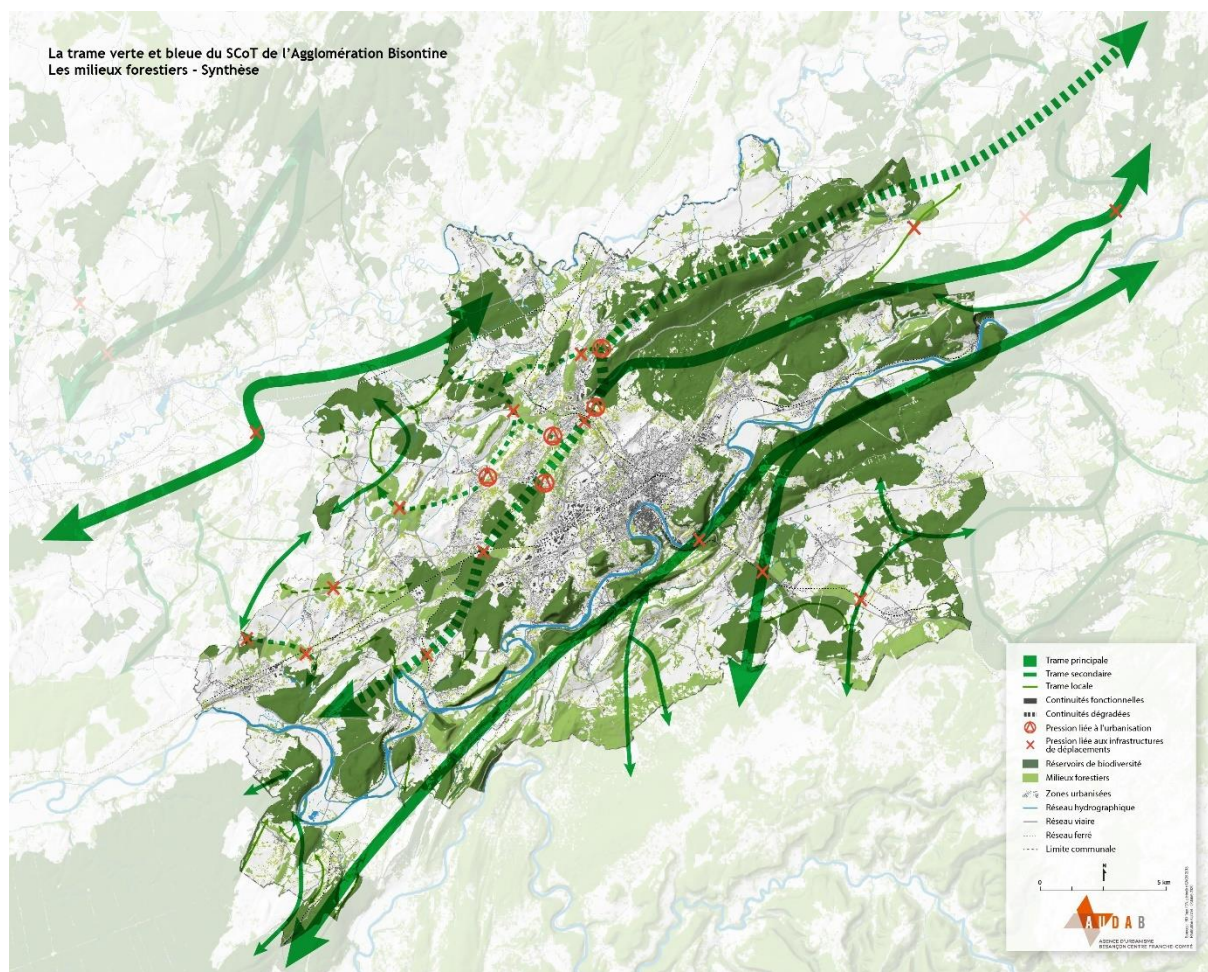 La trame verte et bleue du SCoT de l'Agglomération Bisontine
Les milieux forestiers - Synthèse
Trame principale
Trame secondaire
Trame locale
Continuités fonctionnelles
Continuités dégradées
Pression liée à l'urbanisation
Pression liée aux infrastructures
de déplacements
Réservoirs de biodiversité
Milieux forestiers
Zones urbanisées
Réseau hydrographique
Réseau viaire
Réseau ferré
Limite communale
N
0
5 km
AUDAB
AGENCE D'URBANISME
BESANÇON CENTRE FRANCHE-COMTÉ